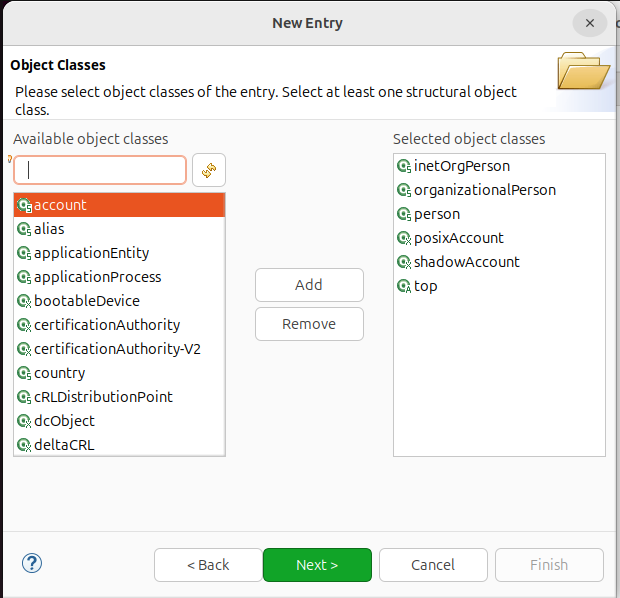 New Entry
Object Classes
Please select object classes of the entry. Select at least one structural object
class.
Available object classes
account
alias
applicationEntity
applicationProcess
bootableDevice
certificationAuthority
certificationAuthority-V2
country
cRLDistributionPoint
dcObject
deltaCRL
Add
Remove
Selected object classes
inetOrgPerson
organizationalPerson
person
posixAccount
shadowAccount
top
< Back
Next >
Cancel
Finish